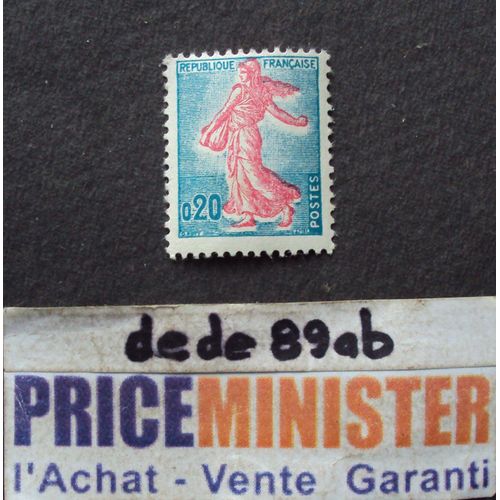 REPUBLIQUE FRANÇAISE
0,20
POSTES
dede 89ab
PRICEMINISTER
l'Achat - Vente Garanti